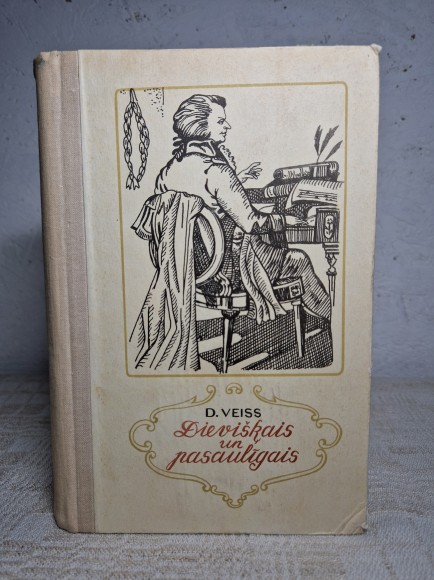 D. VEISS
Dievišķais
un
pasaulīgais